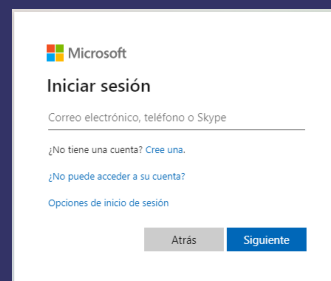 Microsoft
Iniciar sesión
Correo electrónico, teléfono o Skype
¿No tiene una cuenta? Cree una.
¿No puede acceder a su cuenta?
Opciones de inicio de sesión
Atrás Siguiente